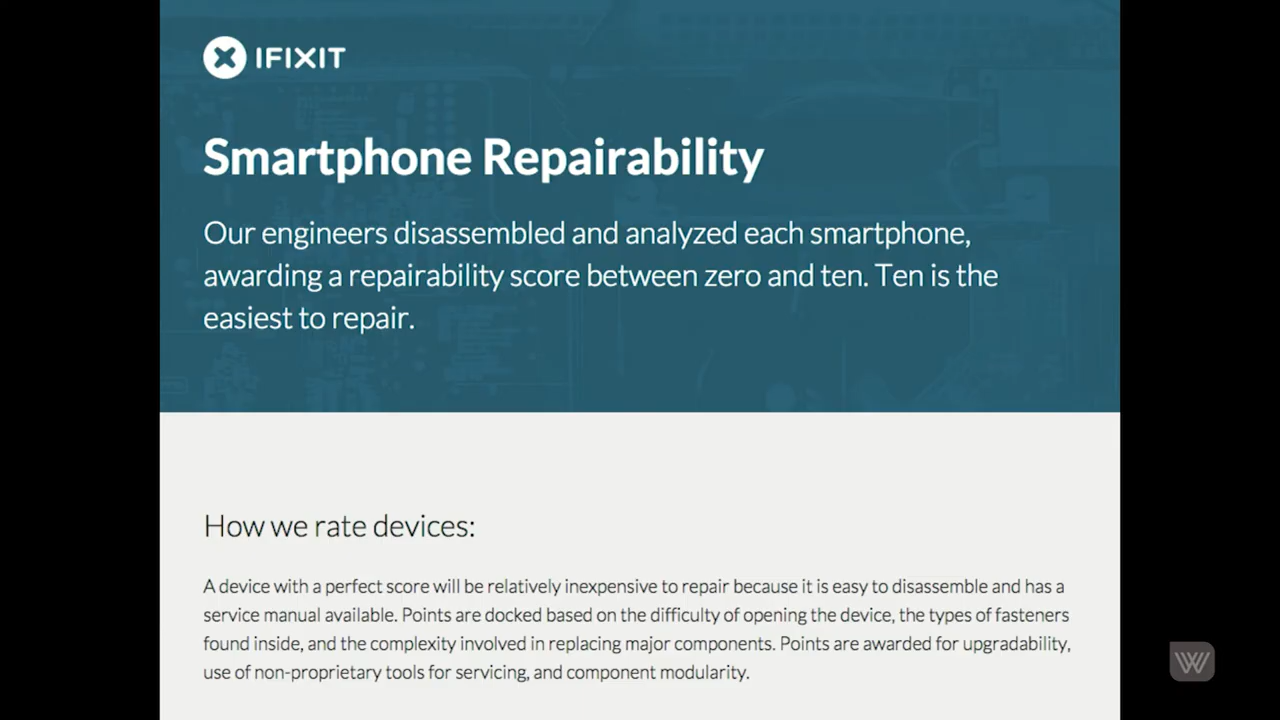 IFIXIT
Smartphone Repairability
Our engineers disassembled and analyzed each smartphone,
awarding a repairability score between zero and ten. Ten is the
easiest to repair.
How we rate devices:
A device with a perfect score will be relatively inexpensive to repair because it is easy to disassemble and has a
service manual available. Points are docked based on the difficulty of opening the device, the types of fasteners
found inside, and the complexity involved in replacing major components. Points are awarded for upgradability,
use of non-proprietary tools for servicing, and component modularity.
W